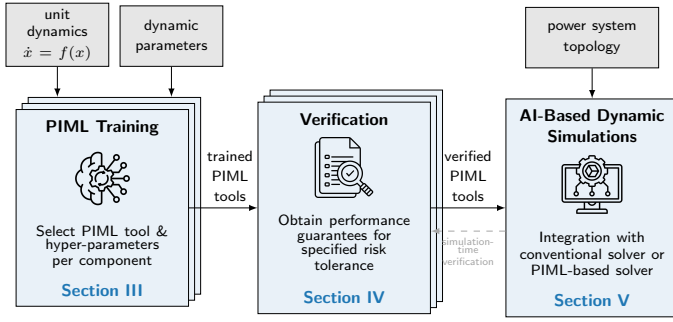 unit
dynamics
ẋ = f(x)
dynamic
parameters
power system
topology
PIML Training
Select PIML tool &
hyper-parameters
per component
Section III
trained
PIML
tools
Verification
Obtain performance
guarantees for
specified risk
tolerance
Section IV
verified
PIML
tools
simulation-
time
verification
AI-Based Dynamic
Simulations
Integration with
conventional solver or
PIML-based solver
Section V